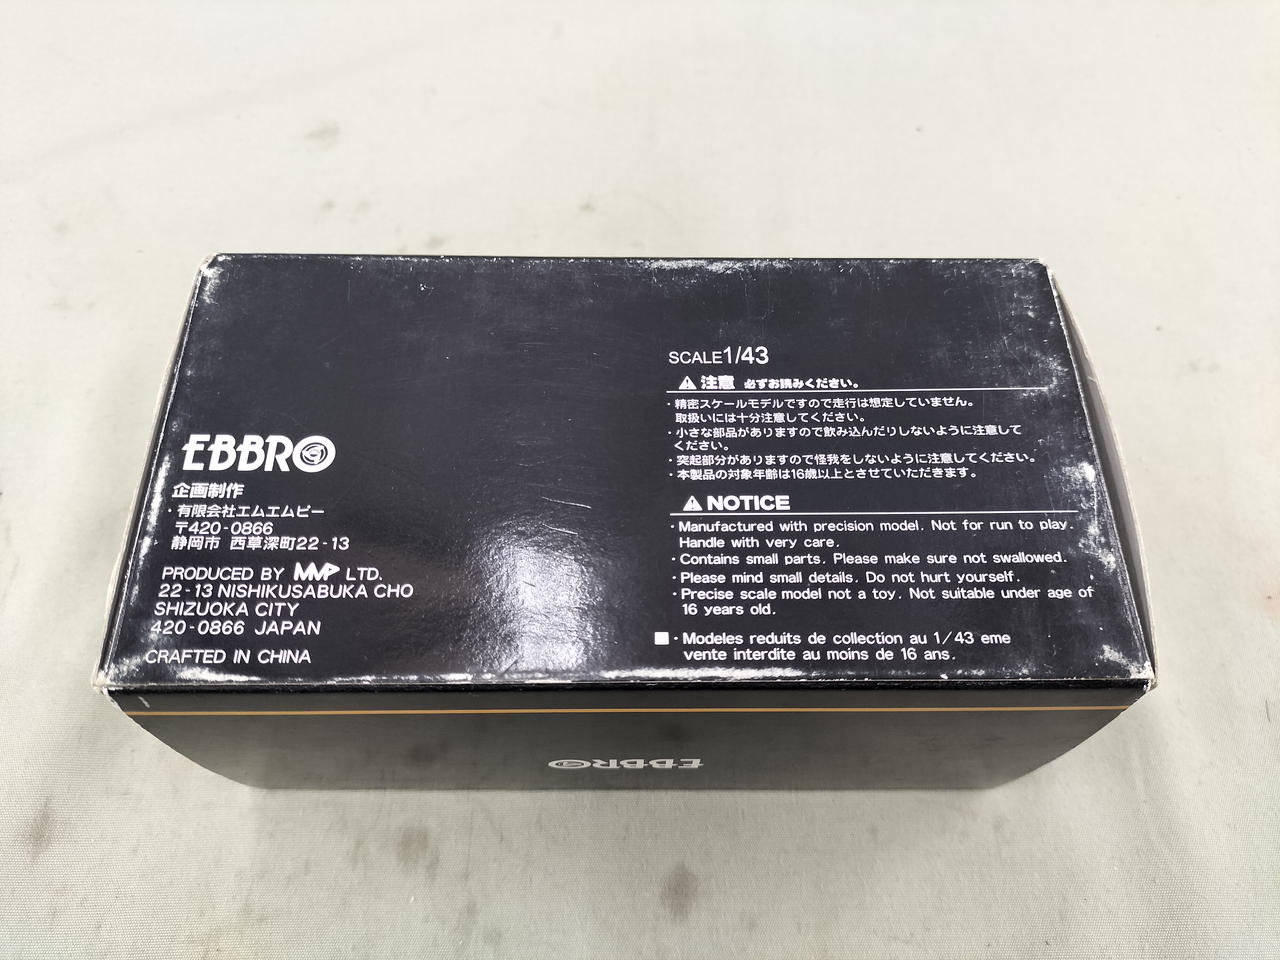 EBBRO
企画制作
・有限会社エムエムピー
〒420-0866
静岡市 西草深町22-13
PRODUCED BY MMP LTD.
22-13 NISHIKUSABUKA CHO
SHIZUOKA CITY
420-0866 JAPAN
CRAFTED IN CHINA
SCALE1/43
注意 必ずお読みください。
・精密スケールモデルですので走行は想定していません。
取扱いには十分注意してください。
・小さな部品がありますので飲み込んだりしないように注意して
ください。
・突起部分がありますので怪我をしないように注意してください。
・本製品の対象年齢は16歳以上とさせていただきます。
NOTICE
・Manufactured with precision model. Not for run to play.
Handle with very care.
・Contains small parts. Please make sure not swallowed.
・Please mind small details. Do not hurt yourself.
・Precise scale model not a toy. Not suitable under age of
16 years old.
・Modeles reduits de collection au 1/43 eme
vente interdite au moins de 16 ans.
EBBRO